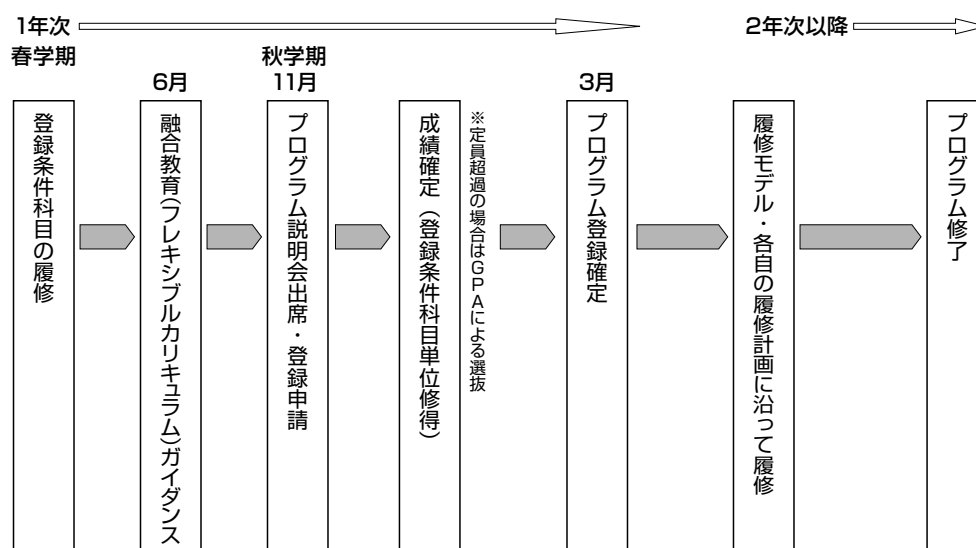 1年次
2年次以降
春学期
秋学期
6月
11月
3月
登録条件科目の履修
融合教育(フレキシブルカリキュラム)ガイダンス
プログラム説明会出席・登録申請
成績確定（登録条件科目単位修得）
※定員超過の場合はGPAによる選抜
プログラム登録確定
履修モデル・各自の履修計画に沿って履修
プログラム修了